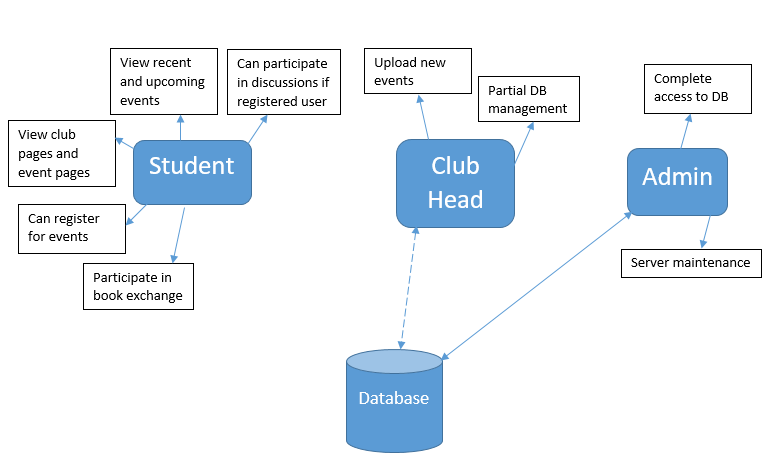 View recent
and upcoming
events
Can participate
in discussions if
registered user
View club
pages and
event pages
Student
Can register
for events
Participate in
book exchange
Upload new
events
Partial DB
management
Club
Head
Complete
access to DB
Admin
Server maintenance
Database